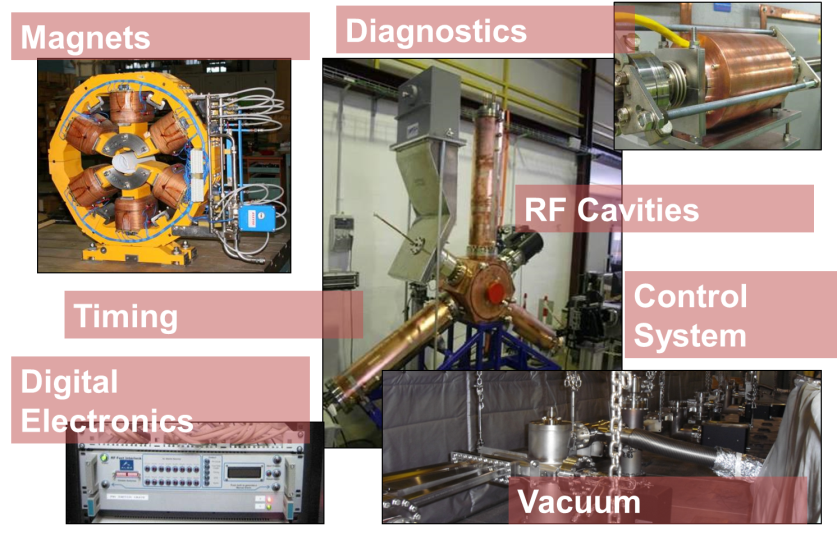 Magnets
Diagnostics
RF Cavities
Timing
Control
System
Digital
Electronics
Vacuum